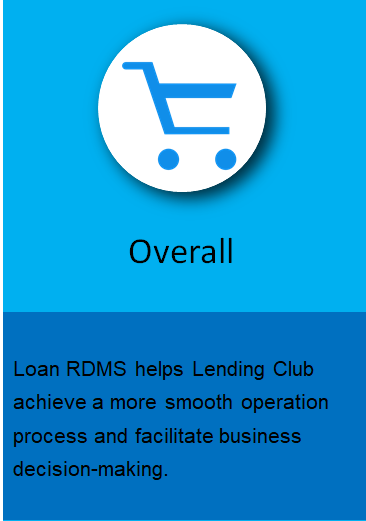 Overall
Loan RDMS helps Lending Club
achieve a more smooth operation
process and facilitate business
decision-making.